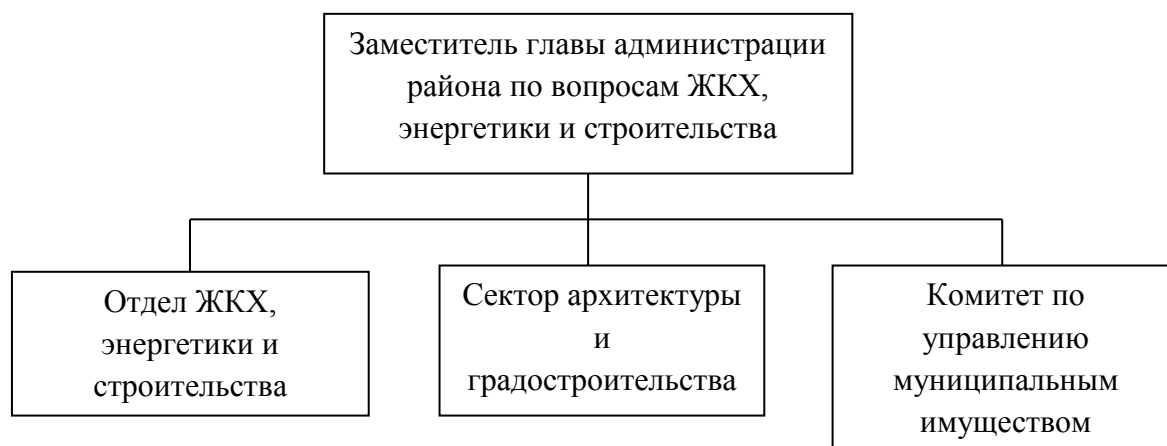 Заместитель главы администрации
района по вопросам ЖКХ,
энергетики и строительства
Отдел ЖКХ,
энергетики и
строительства
Сектор архитектуры
и
градостроительства
Комитет по
управлению
муниципальным
имуществом